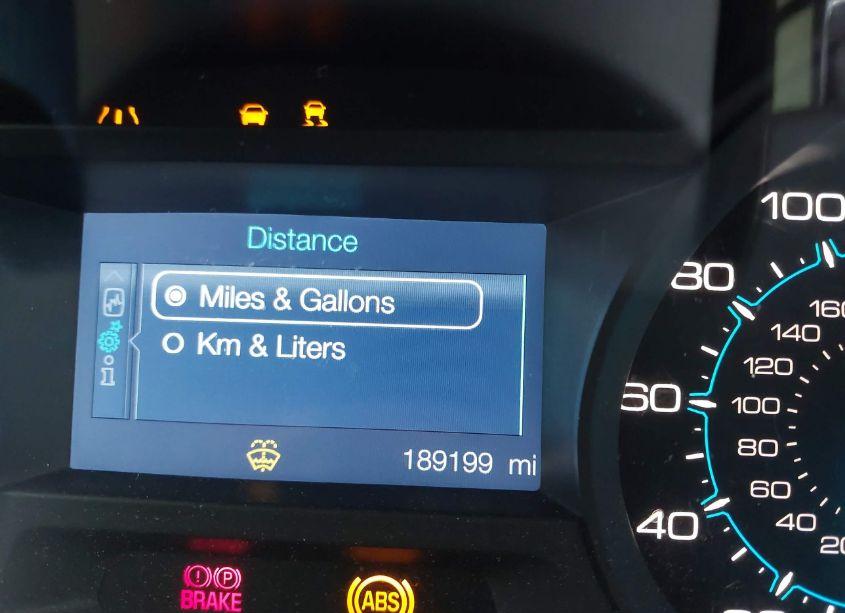 Distance
Miles & Gallons
Km & Liters
i
189199 mi
(!) (P)
BRAKE
ABS
100
80
60
40
160
140
120
100
80
60
40